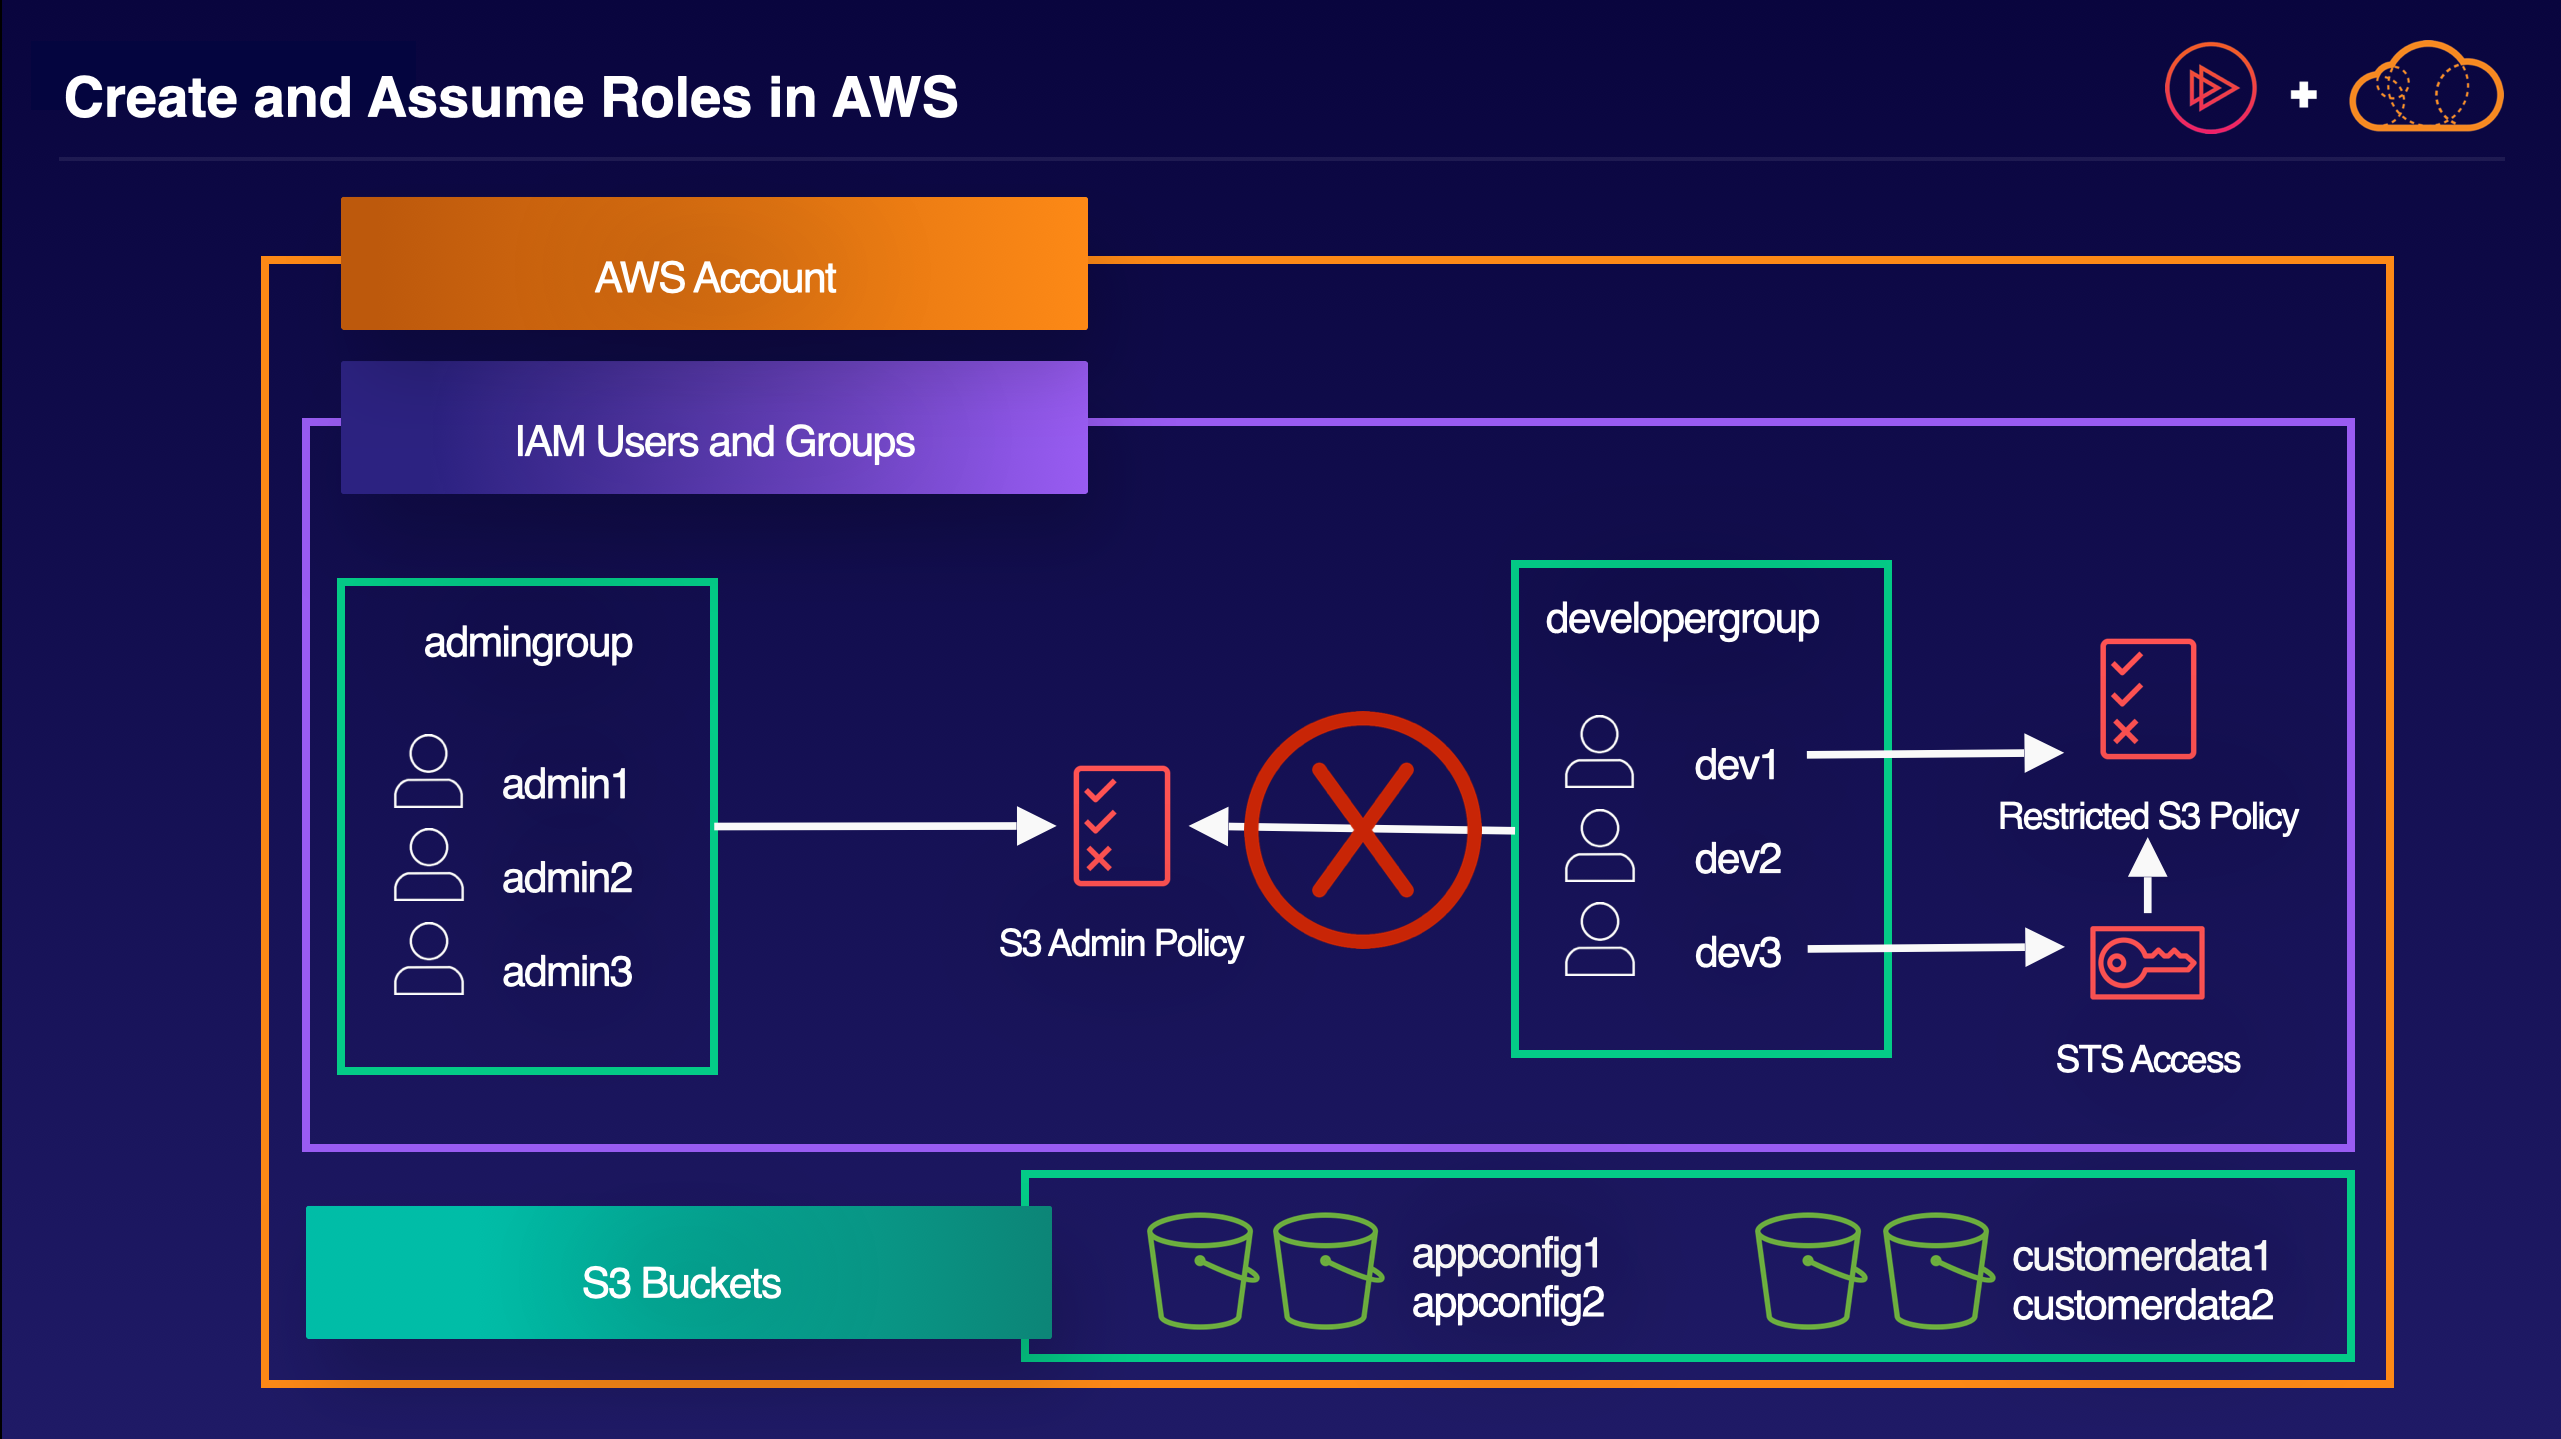 Create and Assume Roles in AWS
AWS Account
IAM Users and Groups
admingroup
admin1
admin2
admin3
S3 Admin Policy
developergroup
dev1
dev2
dev3
Restricted S3 Policy
STS Access
S3 Buckets
appconfig1
appconfig2
customerdata1
customerdata2